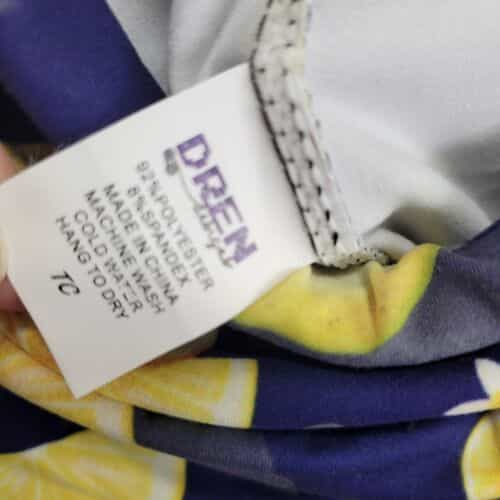 DREN
92%POLYESTER
8%SPANDEX
MADE IN CHINA
MACHINE WASH
COLD WATER
HANG TO DRY
TC